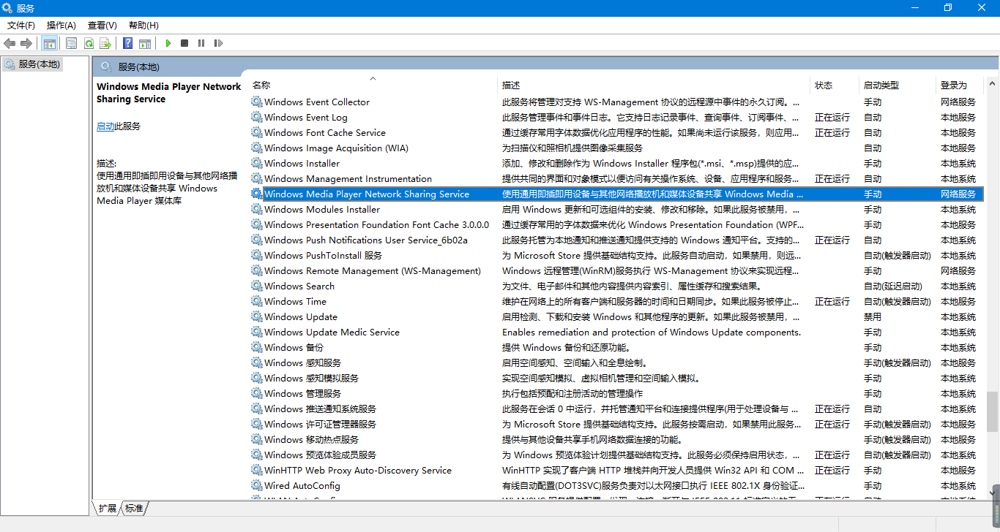 服务
文件(F) 操作(A) 查看(V) 帮助(H)
服务(本地)
服务(本地)
Windows Media Player Network
Sharing Service
启动此服务
描述:
使用通用即插即用设备与其他网络播
放机和媒体设备共享 Windows
Media Player 媒体库
名称 描述 状态 启动类型 登录为
Windows Event Collector 此服务将管理对支持 WS-Management 协议的远程源中事件的永久订阅。... 手动 网络服务
Windows Event Log 此服务管理事件和事件日志。它支持日志记录事件、查询事件、订阅事件、... 正在运行 自动 本地服务
Windows Font Cache Service 通过缓存常用字体数据优化应用程序的性能。如果尚未运行该服务，则应用... 正在运行 自动 本地服务
Windows Image Acquisition (WIA) 为扫描仪和照相机提供图像采集服务 自动 本地服务
Windows Installer 添加、修改和删除作为 Windows Installer 程序包(*.msi、*.msp)提供的应... 手动 本地系统
Windows Management Instrumentation 提供共同的界面和对象模式以便访问有关操作系统、设备、应用程序和服务... 正在运行 自动 本地系统
Windows Media Player Network Sharing Service 使用通用即插即用设备与其他网络播放机和媒体设备共享 Windows Media ... 手动 网络服务
Windows Modules Installer 启用 Windows 更新和可选组件的安装、修改和移除。如果此服务被禁用，... 手动 本地系统
Windows Presentation Foundation Font Cache 3.0.0.0 通过缓存常用的字体数据来优化 Windows Presentation Foundation (WPF... 手动 本地服务
Windows Push Notifications User Service_6b02a 此服务托管为本地通知和推送通知提供支持的 Windows 通知平台。支持的... 正在运行 自动 本地系统
Windows PushToInstall 服务 为 Microsoft Store 提供基础结构支持。此服务自动启动，如果禁用，则远... 自动(触发器启动) 本地系统
Windows Remote Management (WS-Management) Windows 远程管理(WinRM)服务执行 WS-Management 协议来实现远程... 手动 网络服务
Windows Search 为文件、电子邮件和其他内容提供内容索引、属性缓存和搜索结果。 自动(延迟启动) 本地系统
Windows Time 维护在网络上的所有客户端和服务器的时间和日期同步。如果此服务被停止... 正在运行 自动(触发器启动) 本地服务
Windows Update 启用检测、下载和安装 Windows 和其他程序的更新。如果此服务被禁用，... 禁用 本地系统
Windows Update Medic Service Enables remediation and protection of Windows Update components. 手动 本地系统
Windows 备份 提供 Windows 备份和还原功能。 手动 本地系统
Windows 感知服务 启用空间感知、空间输入和全息绘制。 手动(触发器启动) 本地服务
Windows 感知模拟服务 实现空间感知模拟、虚拟相机管理和空间输入模拟。 手动 本地系统
Windows 管理服务 执行包括预配和注册活动的管理操作 手动 本地系统
Windows 推送通知系统服务 此服务在会话 0 中运行，并托管通知平台和连接提供程序(用于处理设备与 ... 正在运行 自动 本地系统
Windows 许可证管理器服务 为 Microsoft Store 提供基础结构支持。此服务按需启动，如果禁用此服务... 正在运行 手动(触发器启动) 本地服务
Windows 移动热点服务 提供与其他设备共享手机网络数据连接的功能。 手动(触发器启动) 本地服务
Windows 预览体验成员服务 为 Windows 预览体验计划提供基础结构支持。此服务必须保持启用状态，... 正在运行 手动(触发器启动) 本地系统
WinHTTP Web Proxy Auto-Discovery Service WinHTTP 实现了客户端 HTTP 堆栈并向开发人员提供 Win32 API 和 COM ... 正在运行 手动 本地服务
Wired AutoConfig 有线自动配置(DOT3SVC)服务负责对以太网接口执行 IEEE 802.1X 身份验证... 手动 本地系统
扩展 标准